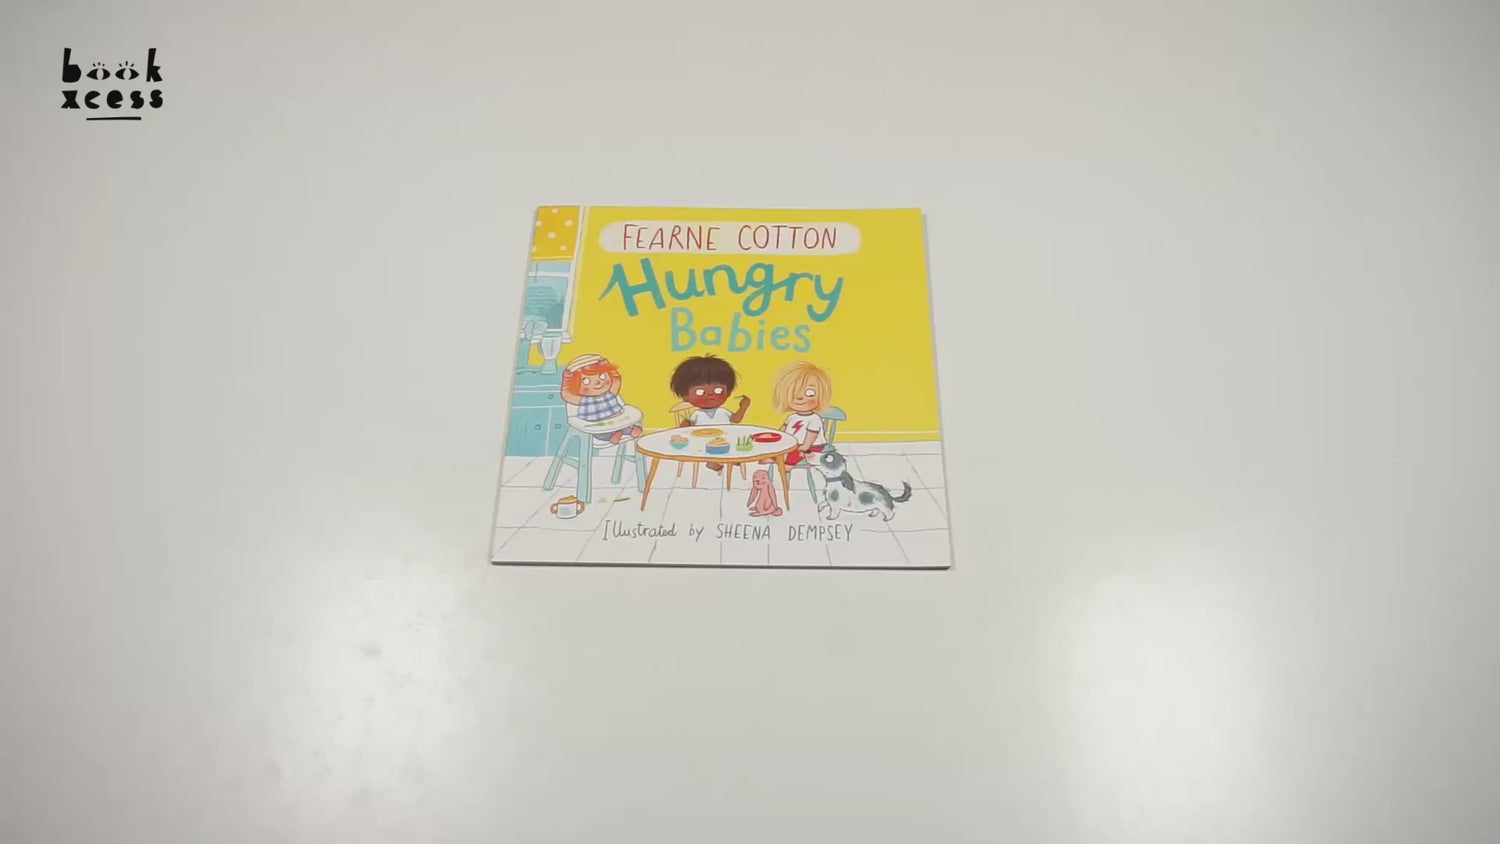 book
xcess
FEARNE COTTON
Hungry
Babies
Illustrated by SHEENA DEMPSEY